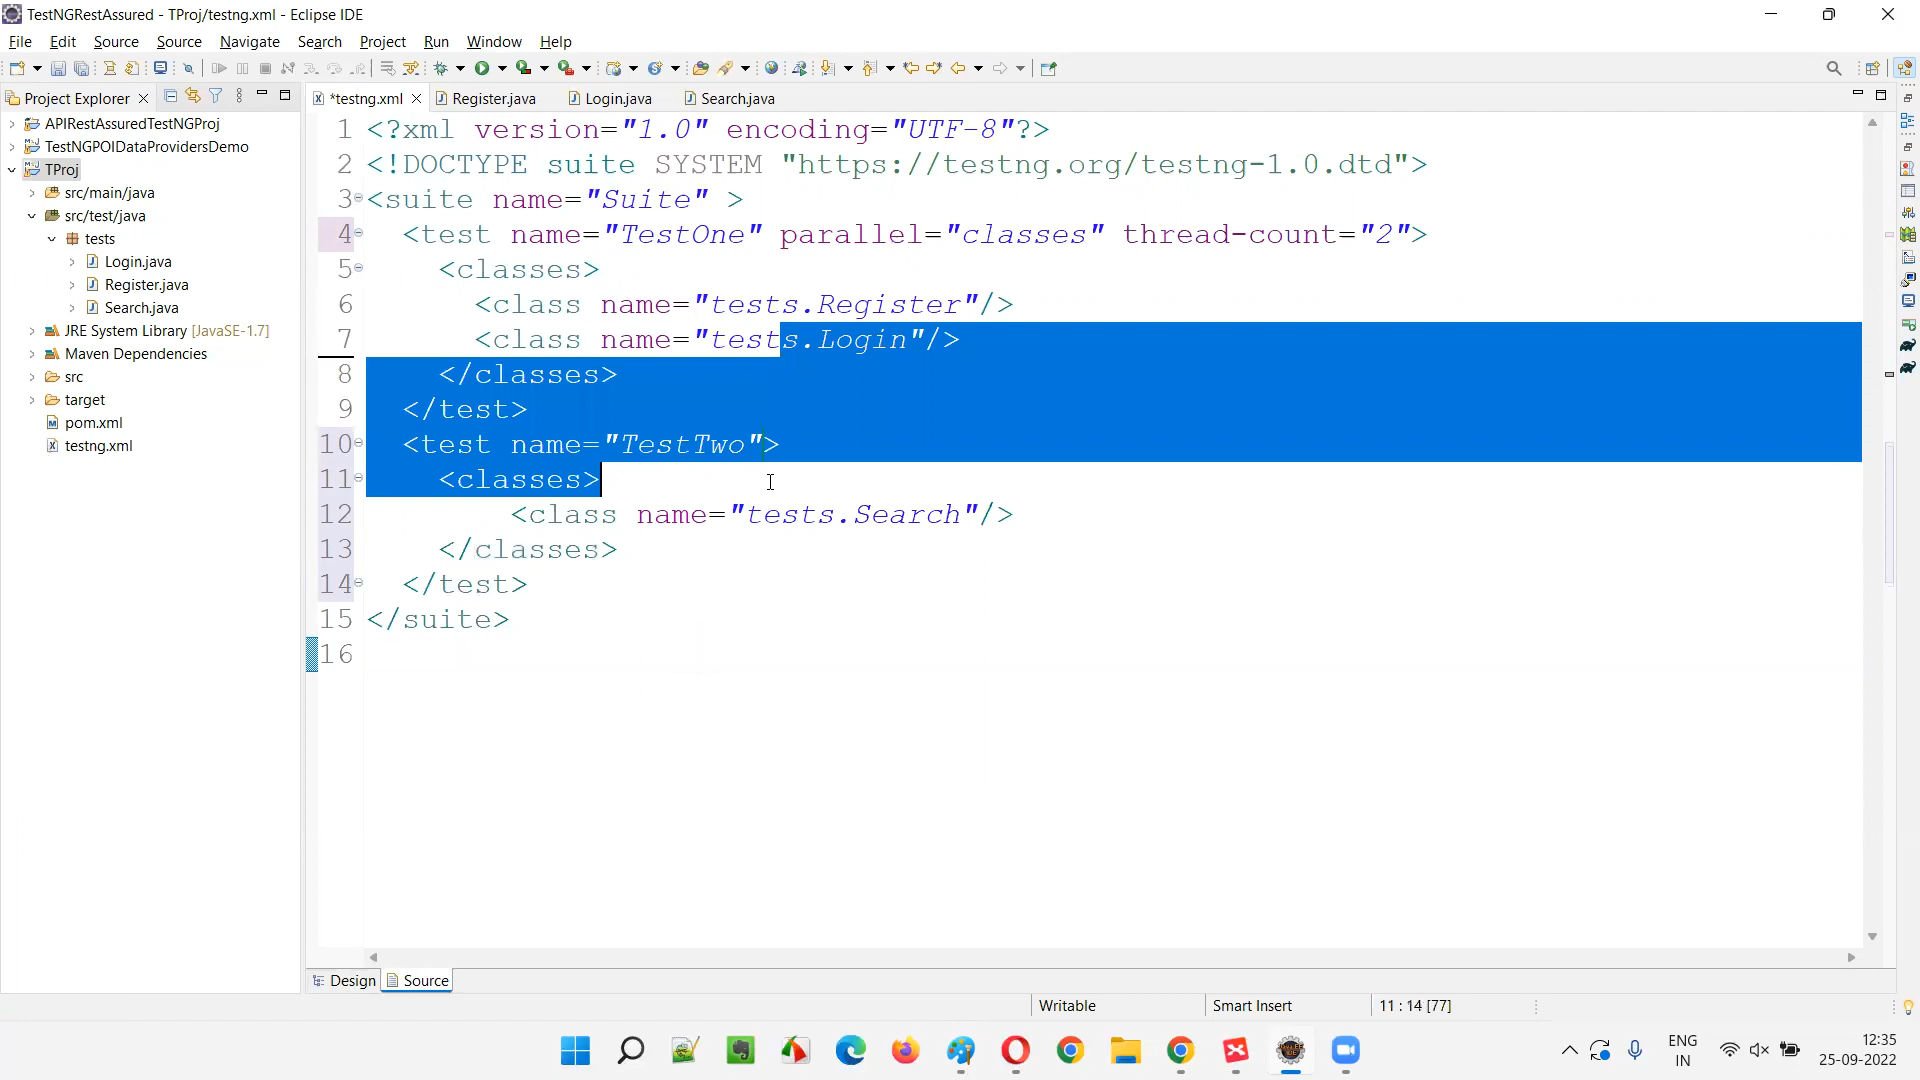 TestNGRestAssured - TProj/testng.xml - Eclipse IDE
File Edit Source Source Navigate Search Project Run Window Help
Project Explorer
*testng.xml Register.java Login.java Search.java
APIRestAssuredTestNGProj
TestNGPOIDataProvidersDemo
TProj
src/main/java
src/test/java
tests
Login.java
Register.java
Search.java
JRE System Library [JavaSE-1.7]
Maven Dependencies
src
target
pom.xml
testng.xml
1 <?xml version="1.0" encoding="UTF-8"?>
2 <!DOCTYPE suite SYSTEM "https://testng.org/testng-1.0.dtd">
3 <suite name="Suite" >
4 <test name="TestOne" parallel="classes" thread-count="2">
5 <classes>
6 <class name="tests.Register"/>
7 <class name="tests.Login"/>
8 </classes>
9 </test>
10 <test name="TestTwo">
11 <classes>
12 <class name="tests.Search"/>
13 </classes>
14 </test>
15 </suite>
16
Design Source
Writable Smart Insert 11 : 14 [77]
ENG
IN
12:35
25-09-2022